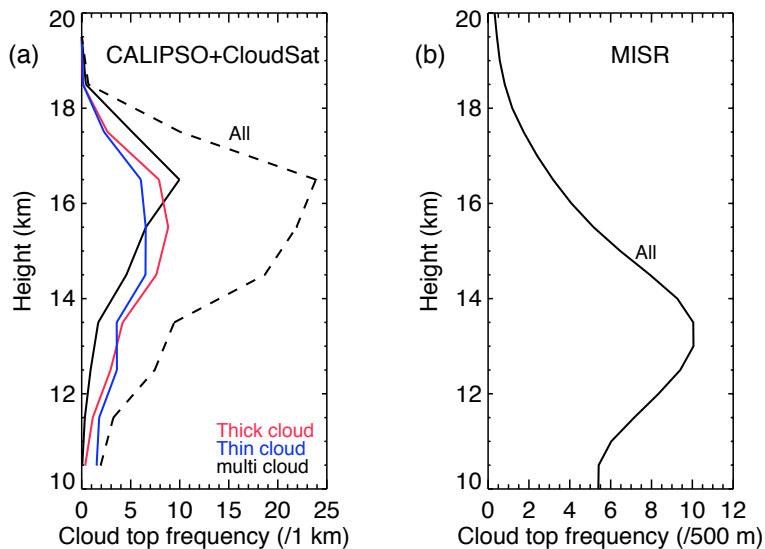 (a)
CALIPSO+CloudSat
20
18
16
14
12
10
Height (km)
All
Thick cloud
Thin cloud
multi cloud
0 5 10 15 20 25
Cloud top frequency (/1 km)
(b)
MISR
20
18
16
14
12
10
Height (km)
All
0 2 4 6 8 10 12
Cloud top frequency (/500 m)